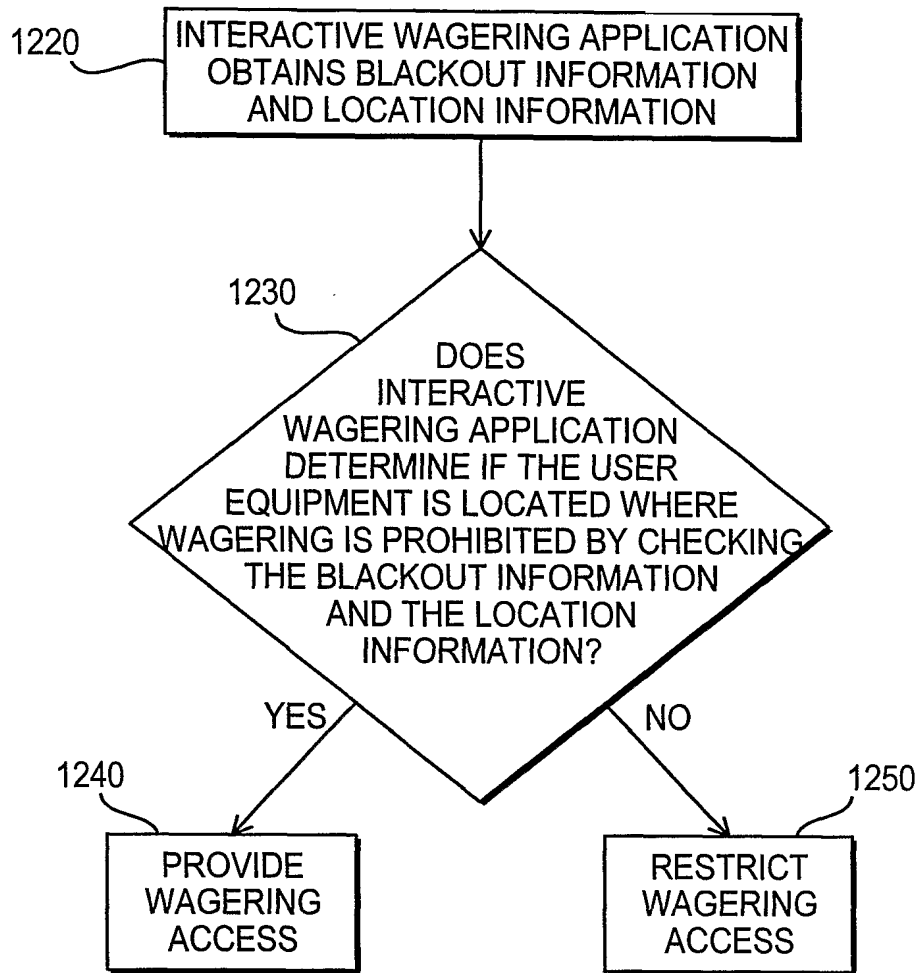 1220
INTERACTIVE WAGERING APPLICATION
OBTAINS BLACKOUT INFORMATION
AND LOCATION INFORMATION
1230
DOES
INTERACTIVE
WAGERING APPLICATION
DETERMINE IF THE USER
EQUIPMENT IS LOCATED WHERE
WAGERING IS PROHIBITED BY CHECKING
THE BLACKOUT INFORMATION
AND THE LOCATION
INFORMATION?
YES
NO
1240
PROVIDE
WAGERING
ACCESS
1250
RESTRICT
WAGERING
ACCESS